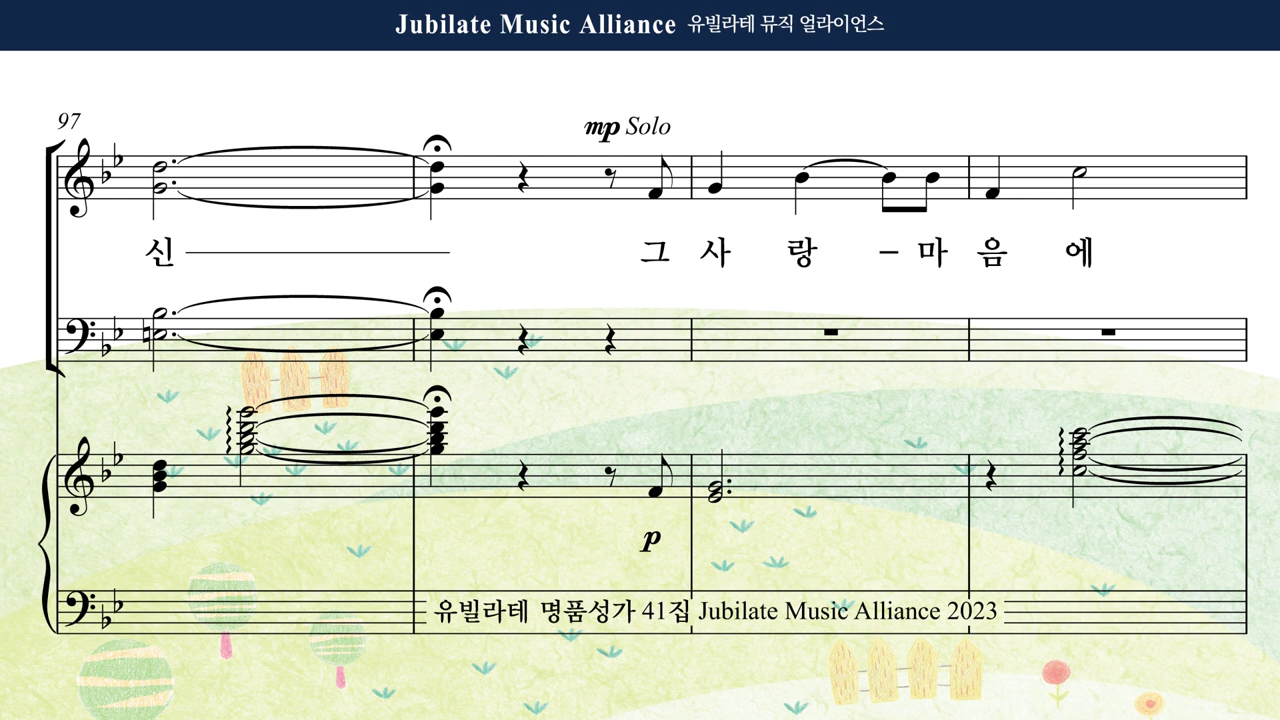 Jubilate Music Alliance 유빌라테 뮤직 얼라이언스
97
mp Solo
신 그 사 랑 - 마 음 에
p
유빌라테 명품성가 41집 Jubilate Music Alliance 2023